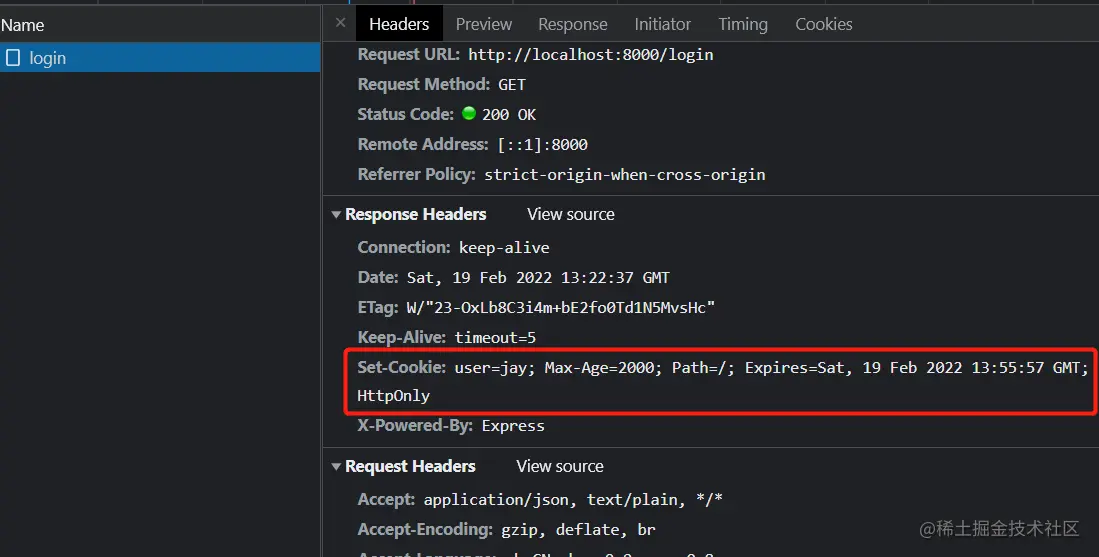 Name
login
× Headers Preview Response Initiator Timing Cookies
Request URL: http://localhost:8000/login
Request Method: GET
Status Code: 200 OK
Remote Address: [::1]:8000
Referrer Policy: strict-origin-when-cross-origin
Response Headers View source
Connection: keep-alive
Date: Sat, 19 Feb 2022 13:22:37 GMT
ETag: W/"23-OxLb8C3i4m+bE2fo0Td1N5MvsHc"
Keep-Alive: timeout=5
Set-Cookie: user=jay; Max-Age=2000; Path=/; Expires=Sat, 19 Feb 2022 13:55:57 GMT;
HttpOnly
X-Powered-By: Express
Request Headers View source
Accept: application/json, text/plain, */*
Accept-Encoding: gzip, deflate, br
@稀土掘金技术社区